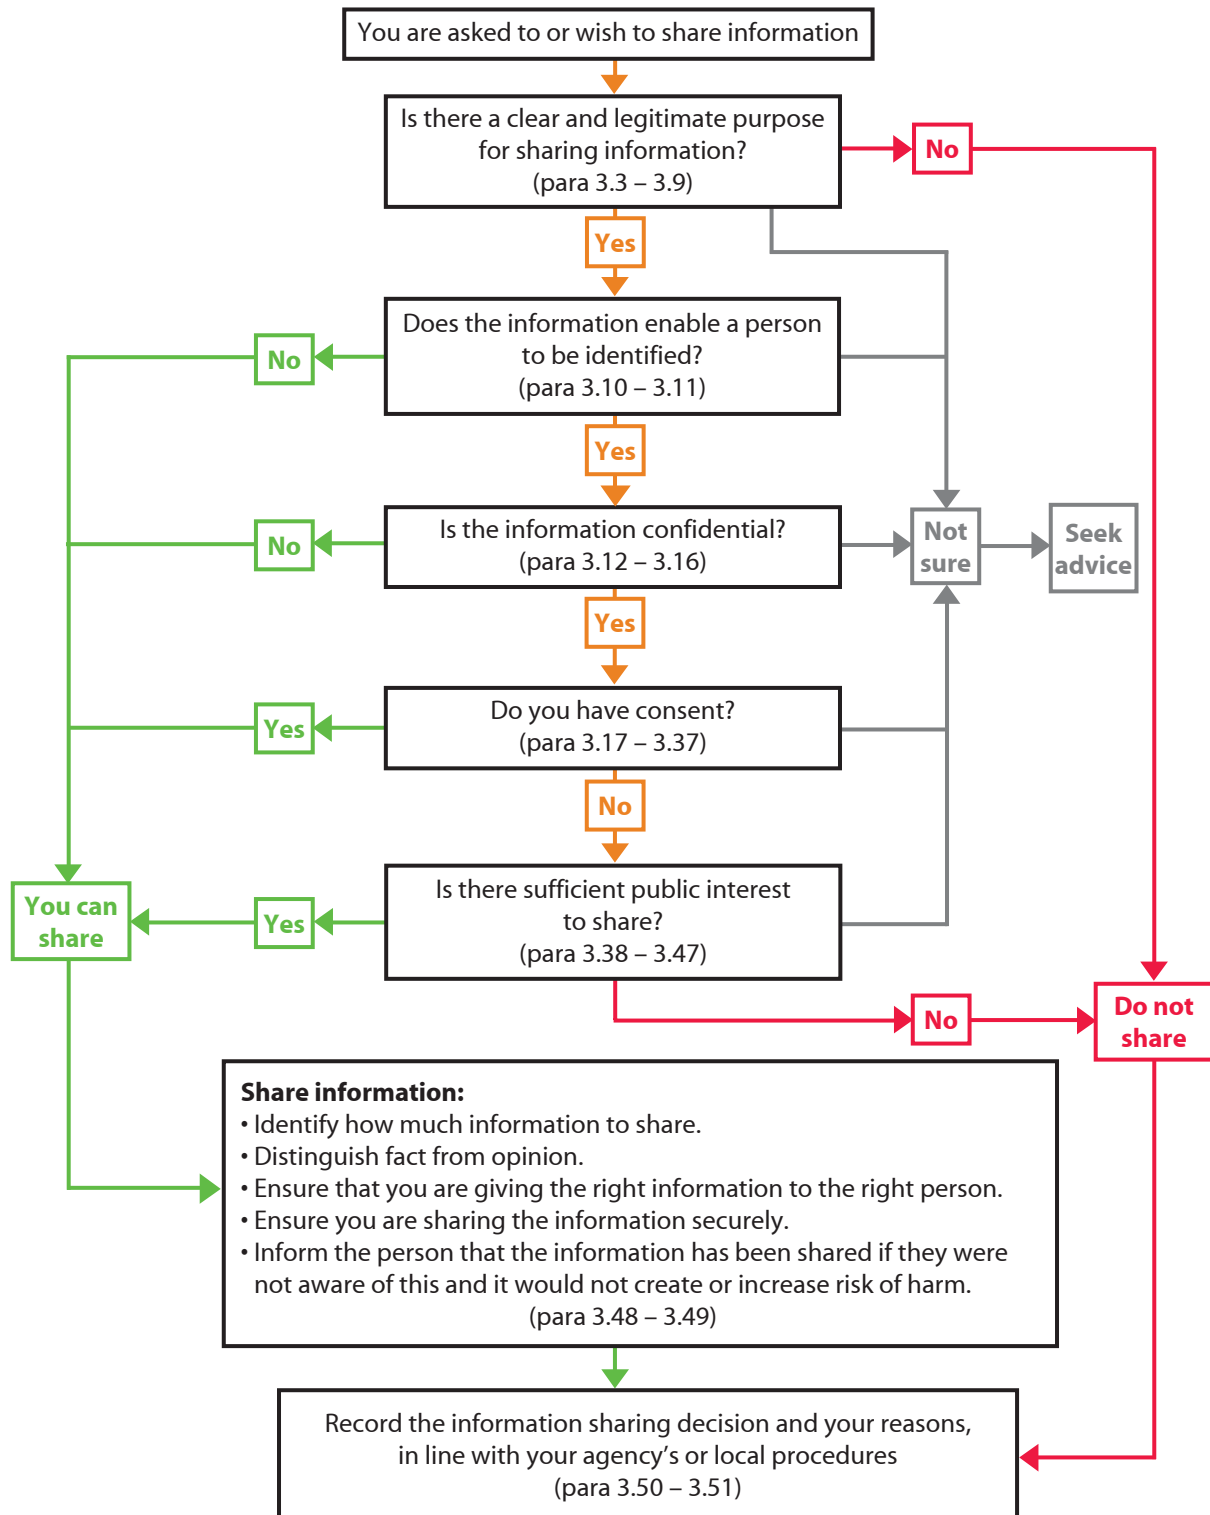 You are asked to or wish to share information
Is there a clear and legitimate purpose
for sharing information?
(para 3.3 – 3.9)
No
Yes
Does the information enable a person
to be identified?
(para 3.10 – 3.11)
No
Yes
Is the information confidential?
(para 3.12 – 3.16)
No
Not
sure
Seek
advice
Yes
Do you have consent?
(para 3.17 – 3.37)
Yes
No
Is there sufficient public interest
to share?
(para 3.38 – 3.47)
You can
share
Yes
No
Do not
share
Share information:
• Identify how much information to share.
• Distinguish fact from opinion.
• Ensure that you are giving the right information to the right person.
• Ensure you are sharing the information securely.
• Inform the person that the information has been shared if they were
not aware of this and it would not create or increase risk of harm.
(para 3.48 – 3.49)
Record the information sharing decision and your reasons,
in line with your agency’s or local procedures
(para 3.50 – 3.51)